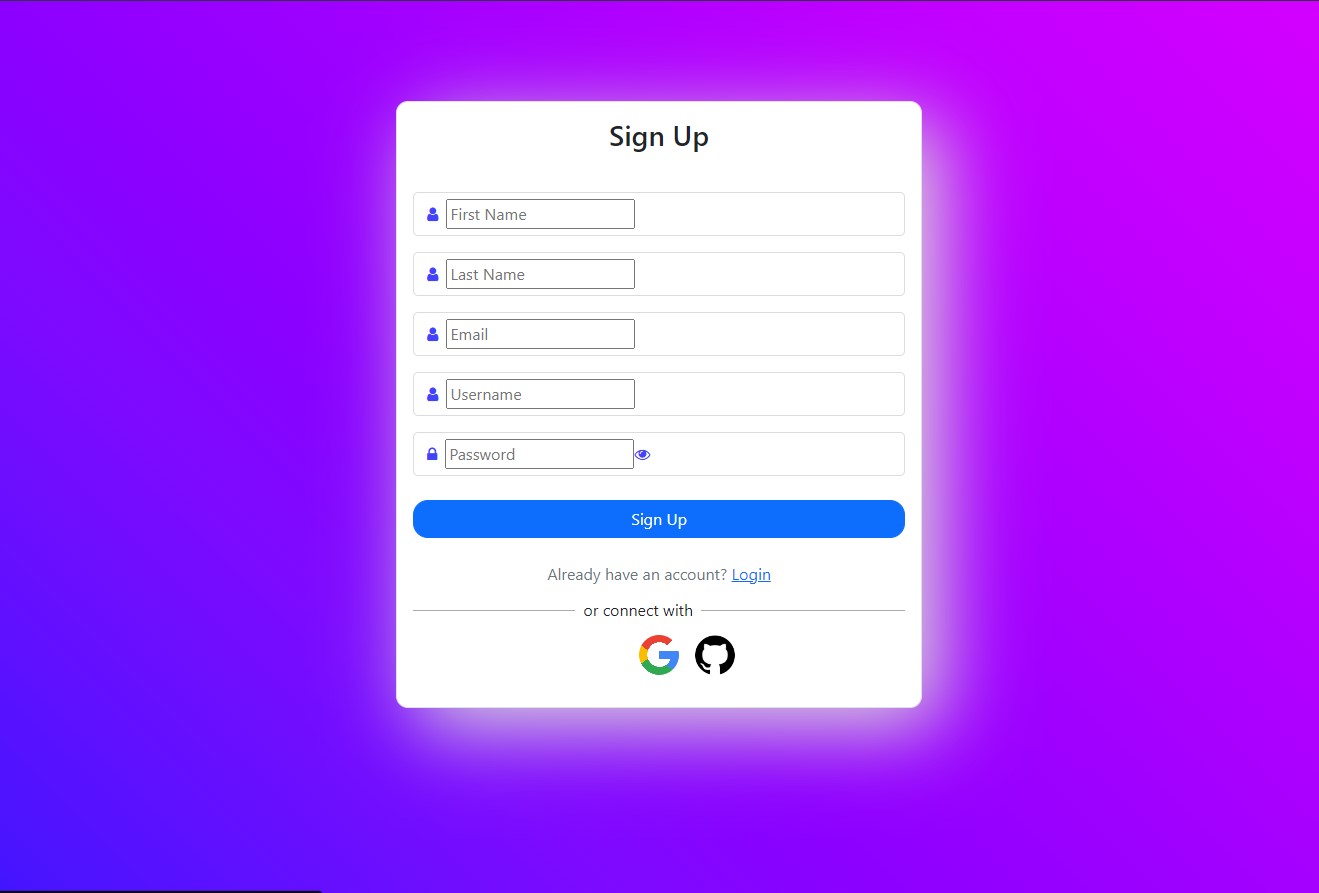 Sign Up
First Name
Last Name
Email
Username
Password
Sign Up
Already have an account? Login
or connect with